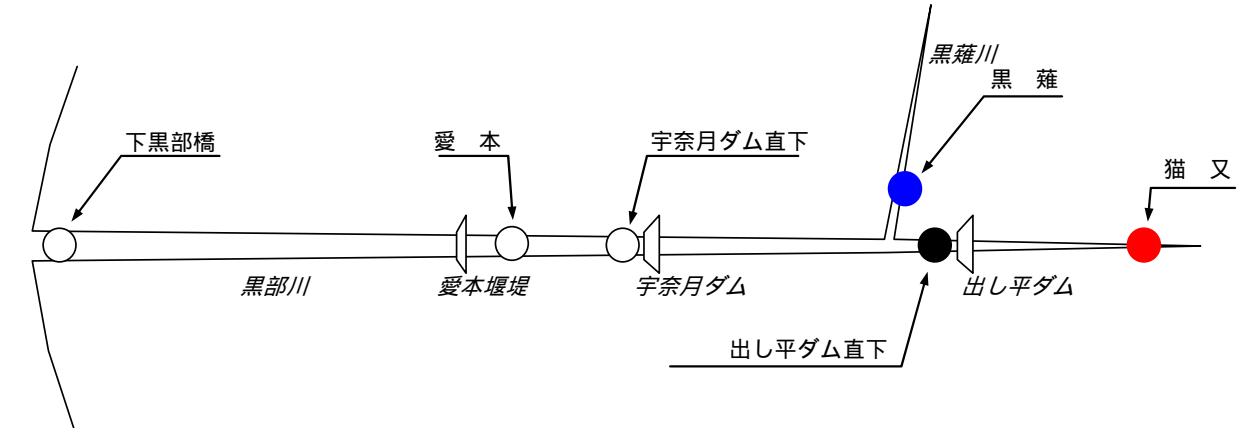 黒薙川
黒　薙
下黒部橋
愛　本
宇奈月ダム直下
猫　又
黒部川
愛本堰堤
宇奈月ダム
出し平ダム
出し平ダム直下